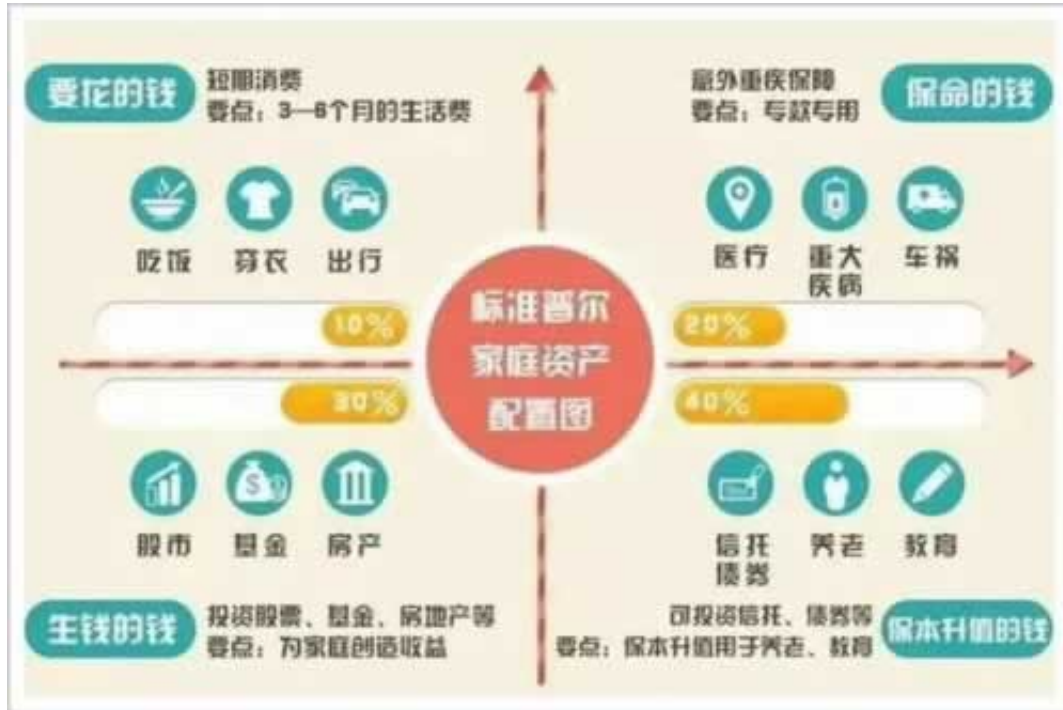 要花的钱
短期消费
要点：3—6个月的生活费
意外重疾保障
要点：专款专用
保命的钱
吃饭
穿衣
出行
医疗
重大
疾病
车祸
10%
20%
标准普尔
家庭资产
配置图
30%
40%
股市
基金
房产
信托
债券
养老
教育
生钱的钱
投资股票、基金、房地产等
要点：为家庭创造收益
可投资信托、债券等
要点：保本升值用于养老、教育
保本升值的钱